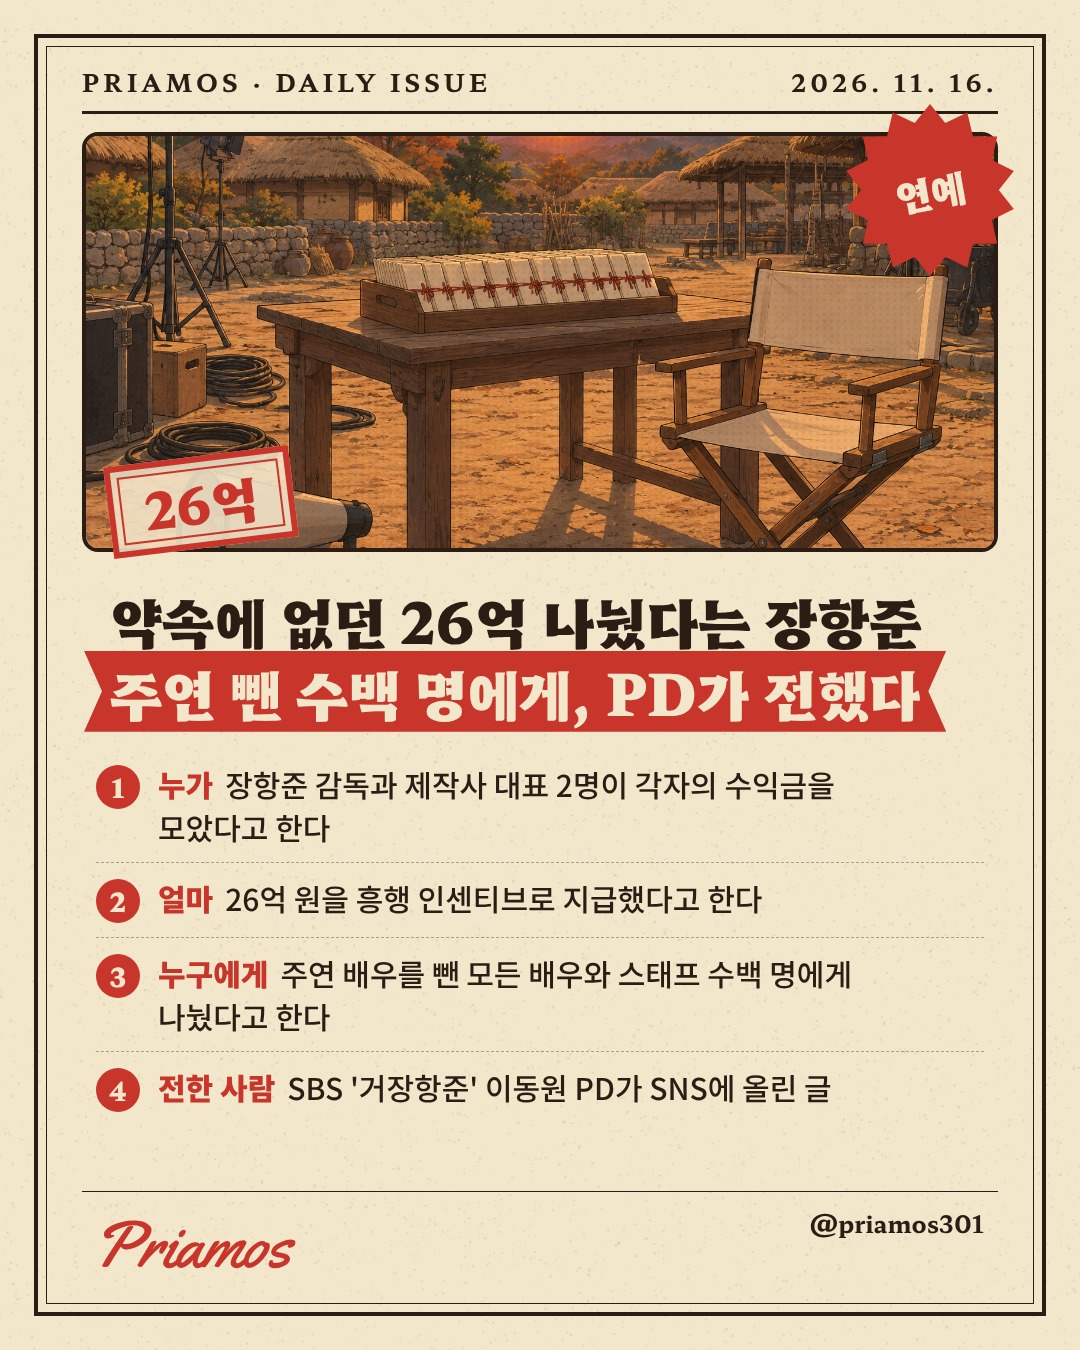 PRIAMOS · DAILY ISSUE
2026. 11. 16.
연예
26억
약속에 없던 26억 나눴다는 장항준
주연 뺀 수백 명에게, PD가 전했다
1 누가 장항준 감독과 제작사 대표 2명이 각자의 수익금을
모았다고 한다
2 얼마 26억 원을 흥행 인센티브로 지급했다고 한다
3 누구에게 주연 배우를 뺀 모든 배우와 스태프 수백 명에게
나눴다고 한다
4 전한 사람 SBS '거장항준' 이동원 PD가 SNS에 올린 글
Priamos
@priamos301